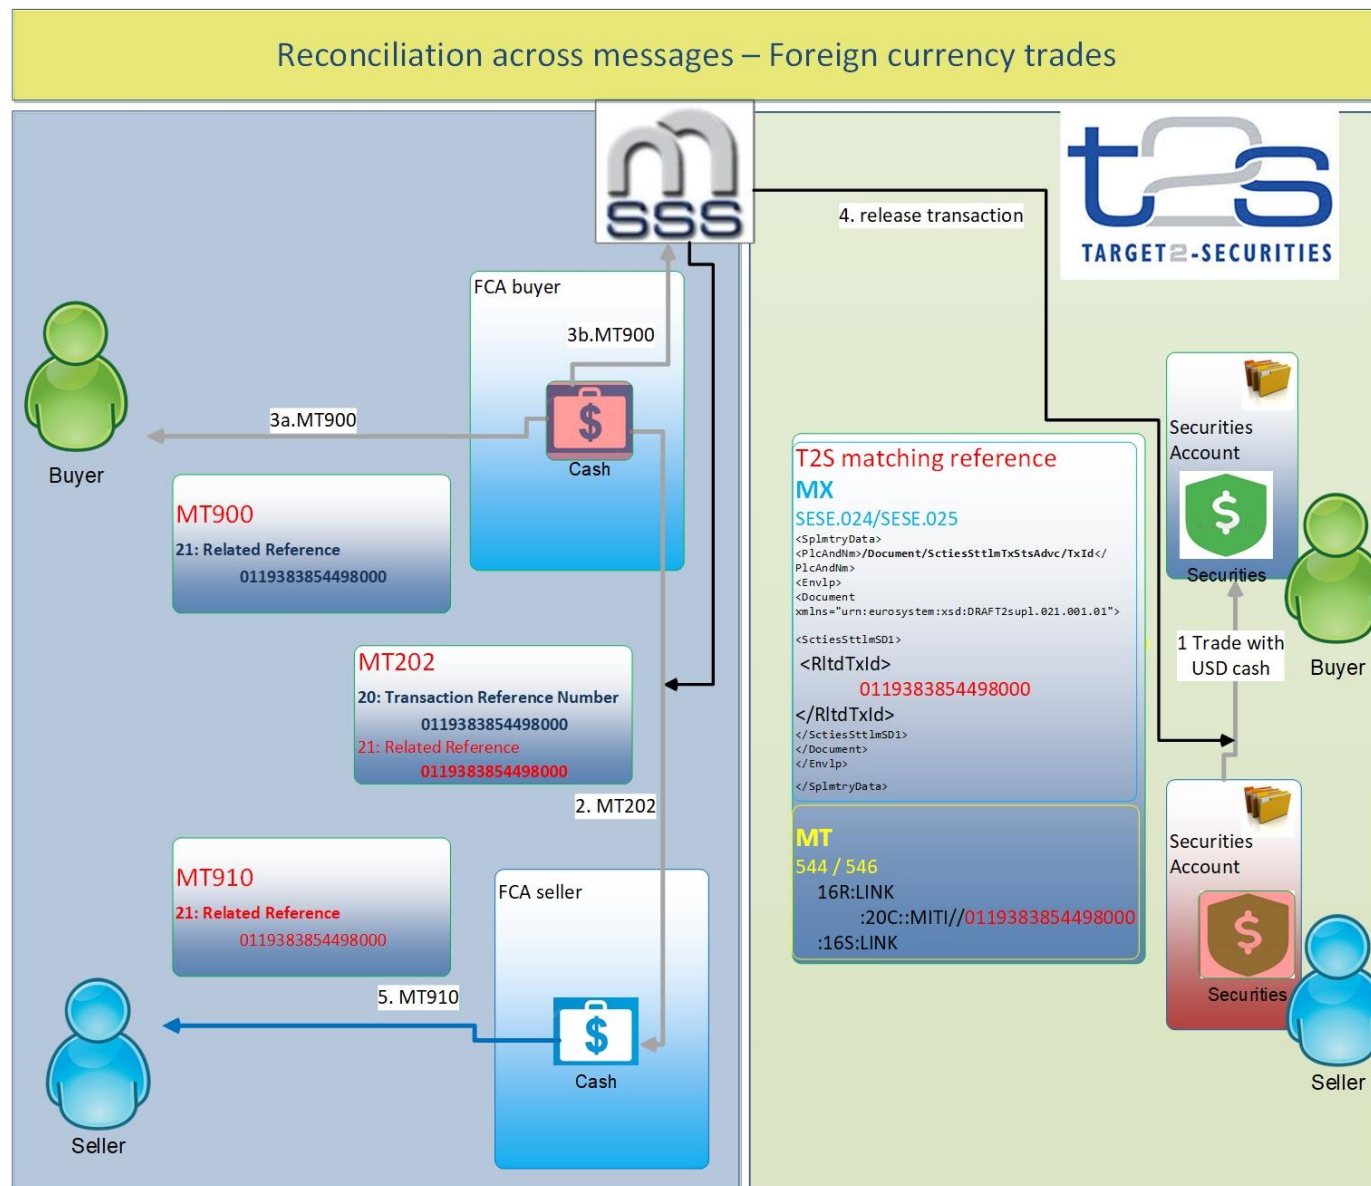 Reconciliation across messages – Foreign currency trades
sss
4. release transaction
t2s
TARGET2-SECURITIES
FCA buyer
3b.MT900
3a.MT900
$
Cash
Buyer
MT900
21: Related Reference
0119383854498000
MT202
20: Transaction Reference Number
0119383854498000
21: Related Reference
0119383854498000
2. MT202
MT910
21: Related Reference
0119383854498000
FCA seller
5. MT910
$
Cash
Seller
T2S matching reference
MX
SESE.024/SESE.025
<SplmtryData>
<PlcAndNm>/Document/SctiesSttlmTxStsAdvc/TxId</
PlcAndNm>
<Envlp>
<Document
xmlns="urn:eurosystem:xsd:DRAFT2supl.021.001.01">
<SctiesSttlmSD1>
<RltdTxId>
0119383854498000
</RltdTxId>
</SctiesSttlmSD1>
</Document>
</Envlp>
</SplmtryData>
MT
544 / 546
16R:LINK
:20C::MITI//0119383854498000
:16S:LINK
Securities
Account
$
Securities
Buyer
1 Trade with
USD cash
Securities
Account
$
Securities
Seller